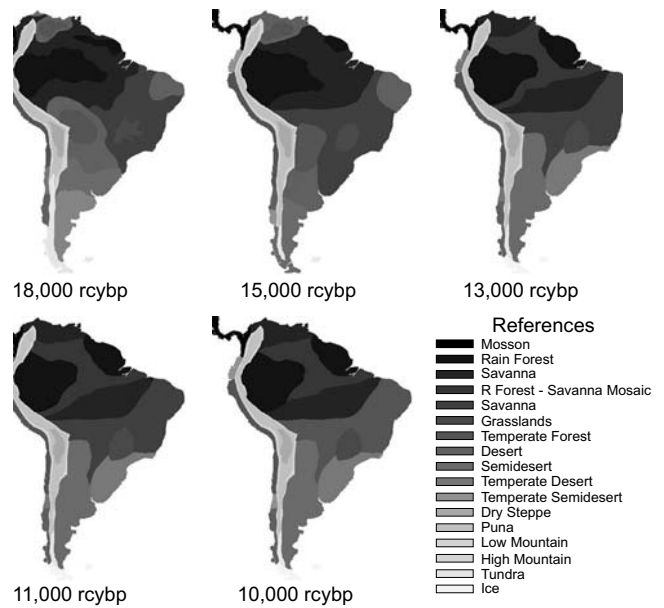 18,000 rcybp
15,000 rcybp
13,000 rcybp
11,000 rcybp
10,000 rcybp
References
Mosson
Rain Forest
Savanna
R Forest - Savanna Mosaic
Savanna
Grasslands
Temperate Forest
Desert
Semidesert
Temperate Desert
Temperate Semidesert
Dry Steppe
Puna
Low Mountain
High Mountain
Tundra
Ice